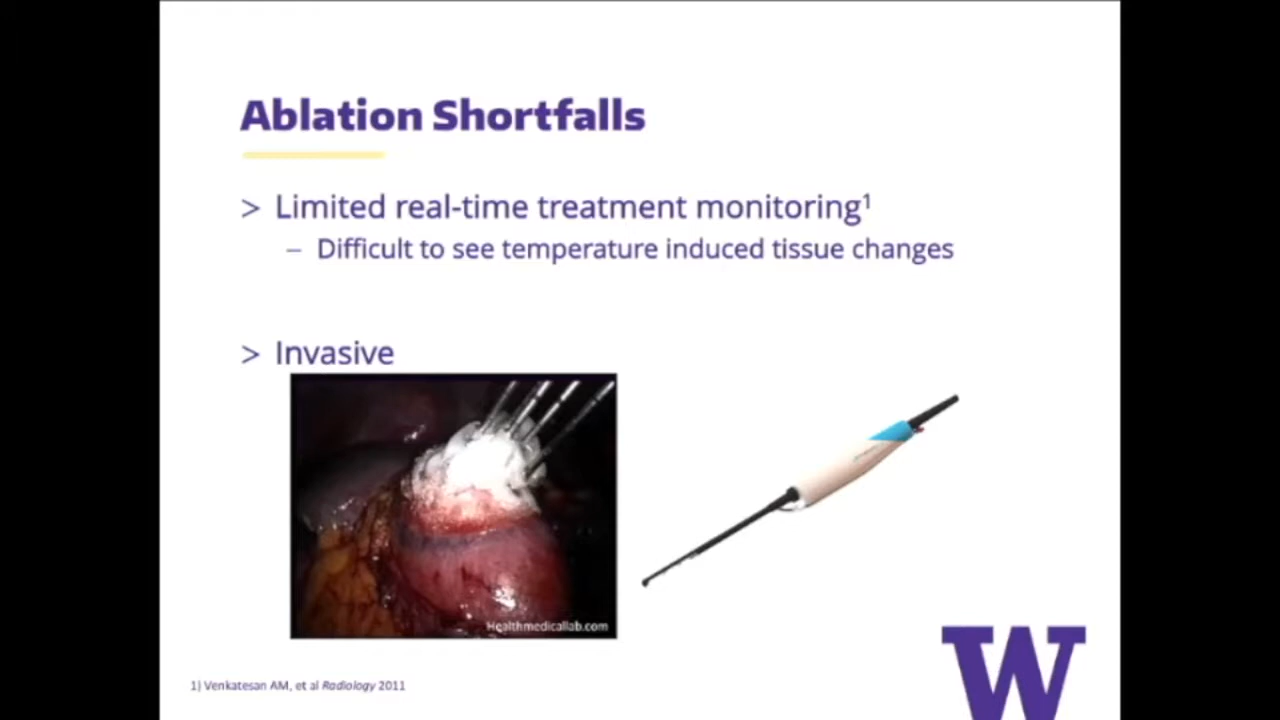 Ablation Shortfalls
> Limited real-time treatment monitoring¹
– Difficult to see temperature induced tissue changes
> Invasive
Healthmedicallab.com
1) Venkatesan AM, et al Radiology 2011
W